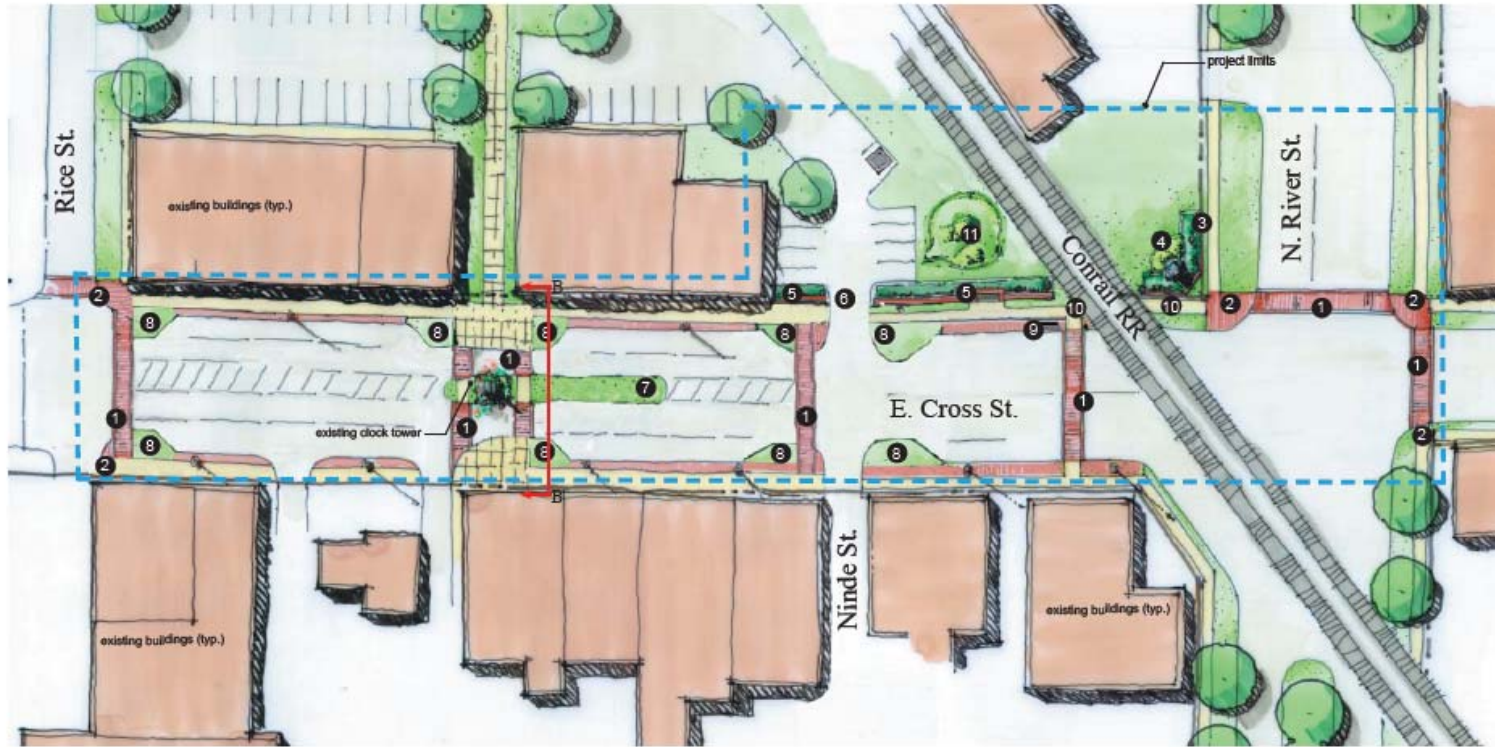 project limits
Rice St.
N. River St.
existing buildings (typ.)
3
4
11
Conrail RR
2
B
5
6
5
10
10
2
1
2
8
8
8
8
8
9
1
1
7
1
E. Cross St.
1
1
1
existing clock tower
8
8
8
8
2
2
B
Ninde St.
existing buildings (typ.)
existing buildings (typ.)